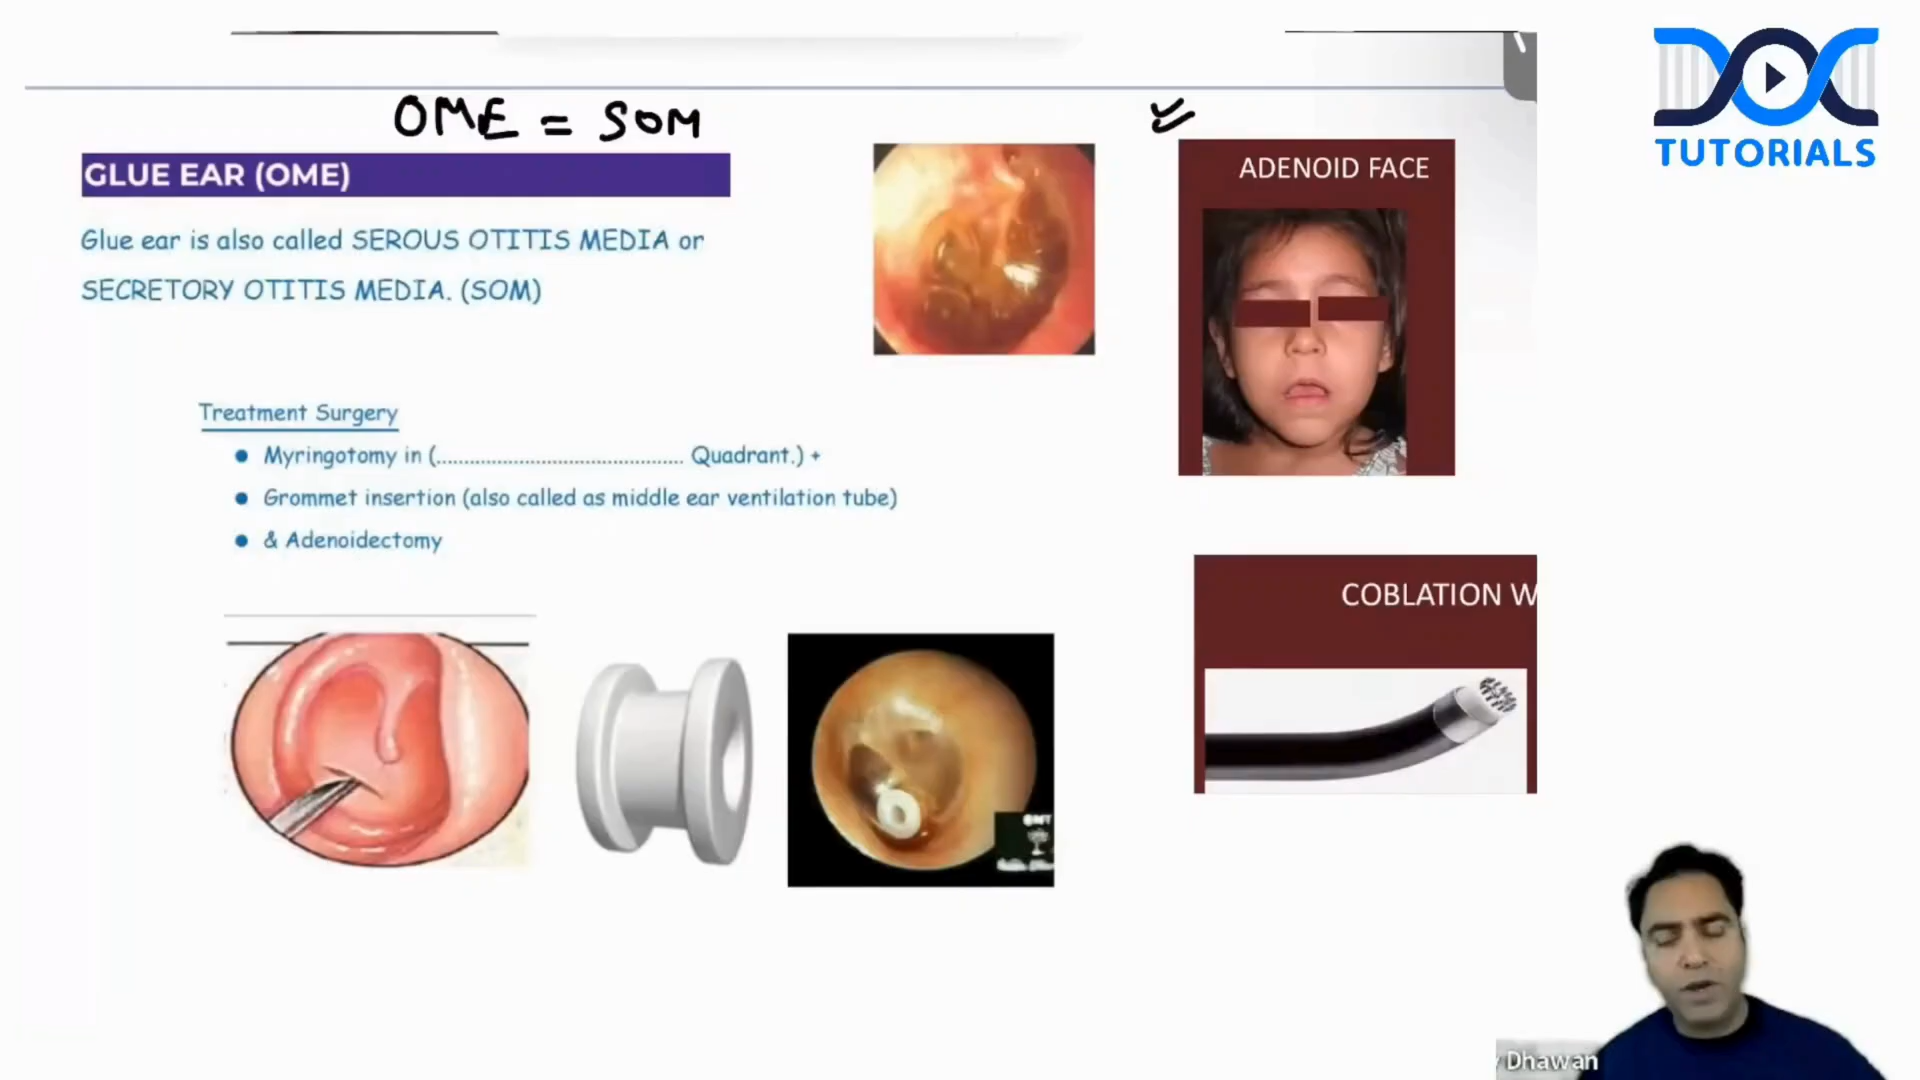 OME = SOM
GLUE EAR (OME)
Glue ear is also called SEROUS OTITIS MEDIA or
SECRETORY OTITIS MEDIA. (SOM)
Treatment Surgery
Myringotomy in (..................................... Quadrant.) +
Grommet insertion (also called as middle ear ventilation tube)
& Adenoidectomy
ADENOID FACE
COBLATION W
DOC
TUTORIALS
Dhawan